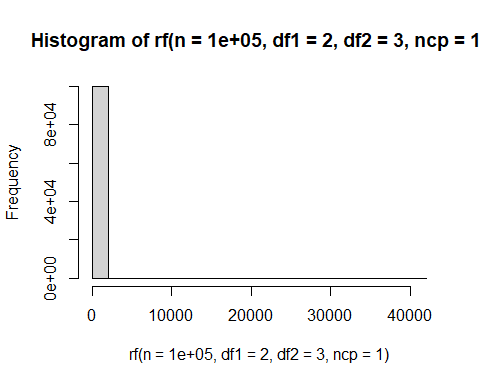 Histogram of rf(n = 1e+05, df1 = 2, df2 = 3, ncp = 1
Frequency
8e+04
4e+04
0e+00
0 10000 20000 30000 40000
rf(n = 1e+05, df1 = 2, df2 = 3, ncp = 1)